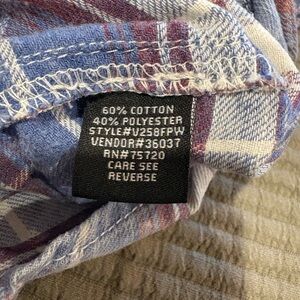 60% COTTON
40% POLYESTER
STYLE#V258FPW
VENDOR#36037
RN#75720
CARE SEE
REVERSE